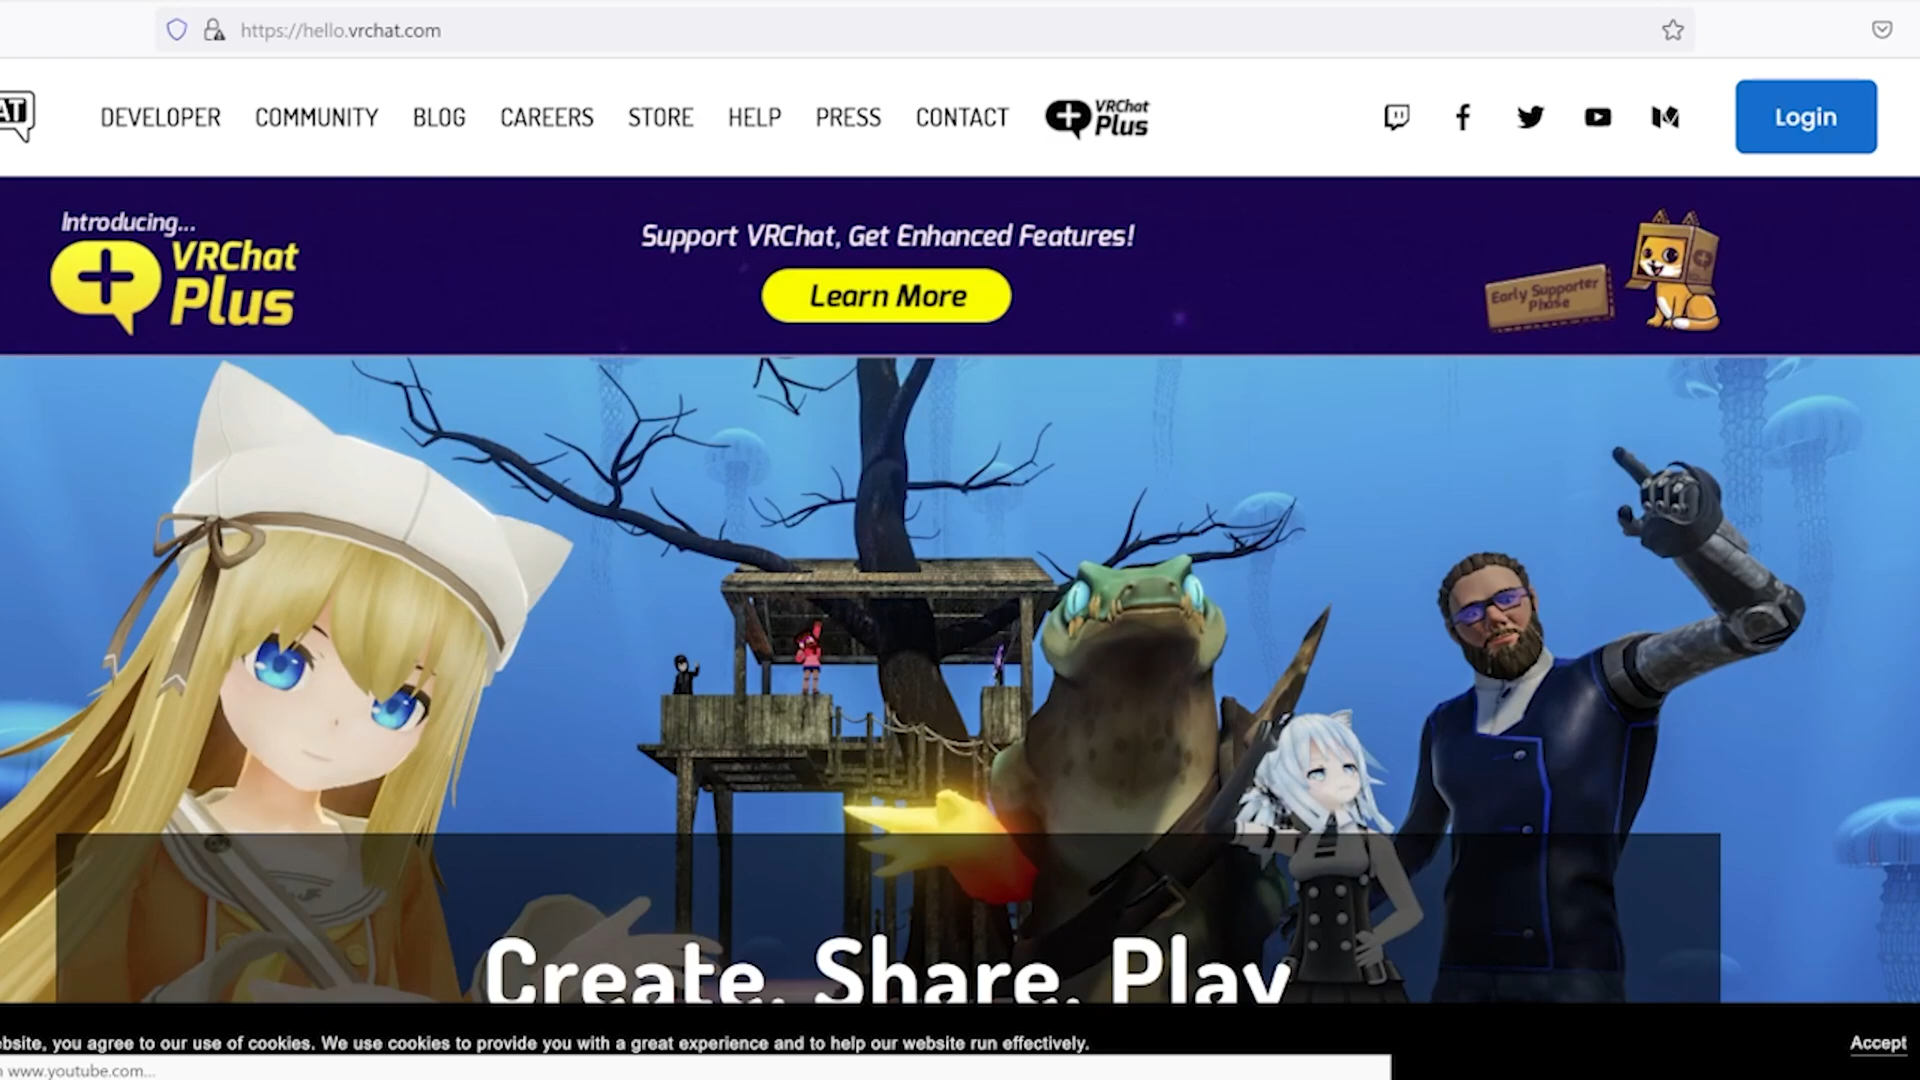 https://hello.vrchat.com
AT
DEVELOPER COMMUNITY BLOG CAREERS STORE HELP PRESS CONTACT VRChat Plus
Login
Introducing...
VRChat
Plus
Support VRChat, Get Enhanced Features!
Learn More
Early Supporter
Phase
Create. Share. Play
ebsite, you agree to our use of cookies. We use cookies to provide you with a great experience and to help our website run effectively.
Accept
www.youtube.com...